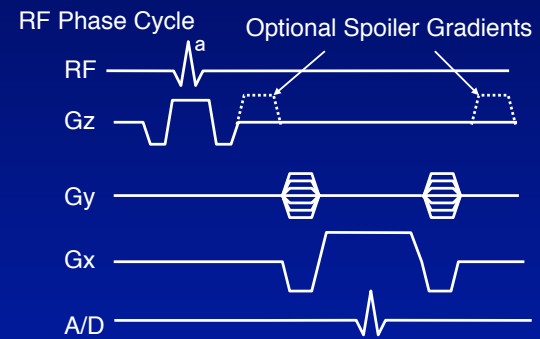 RF Phase Cycle
Optional Spoiler Gradients
a
RF
Gz
Gy
Gx
A/D